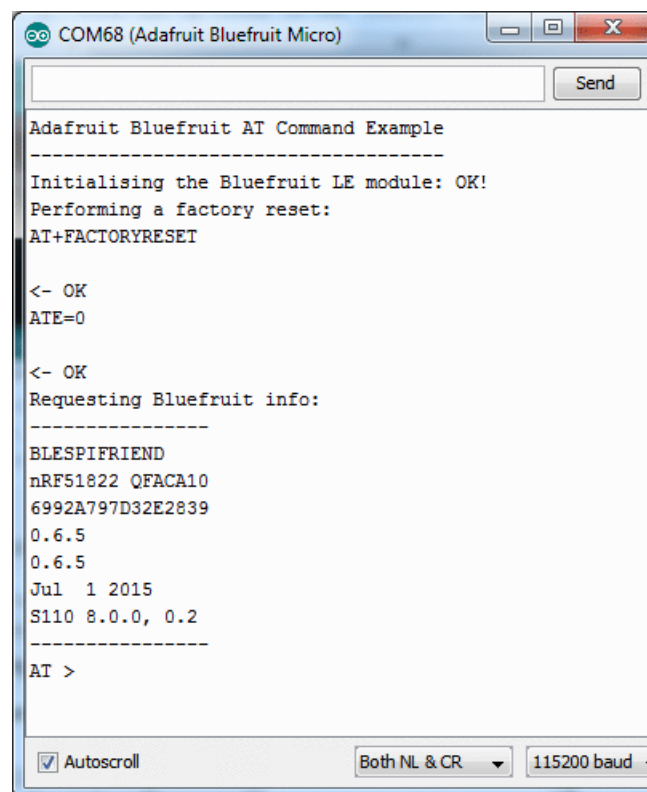 COM68 (Adafruit Bluefruit Micro)
Send
Adafruit Bluefruit AT Command Example
-------------------------------------
Initialising the Bluefruit LE module: OK!
Performing a factory reset:
AT+FACTORYRESET
<- OK
ATE=0
<- OK
Requesting Bluefruit info:
----------------
BLESPIFRIEND
nRF51822 QFACA10
6992A797D32E2839
0.6.5
0.6.5
Jul  1 2015
S110 8.0.0, 0.2
----------------
AT >
Autoscroll Both NL & CR 115200 baud